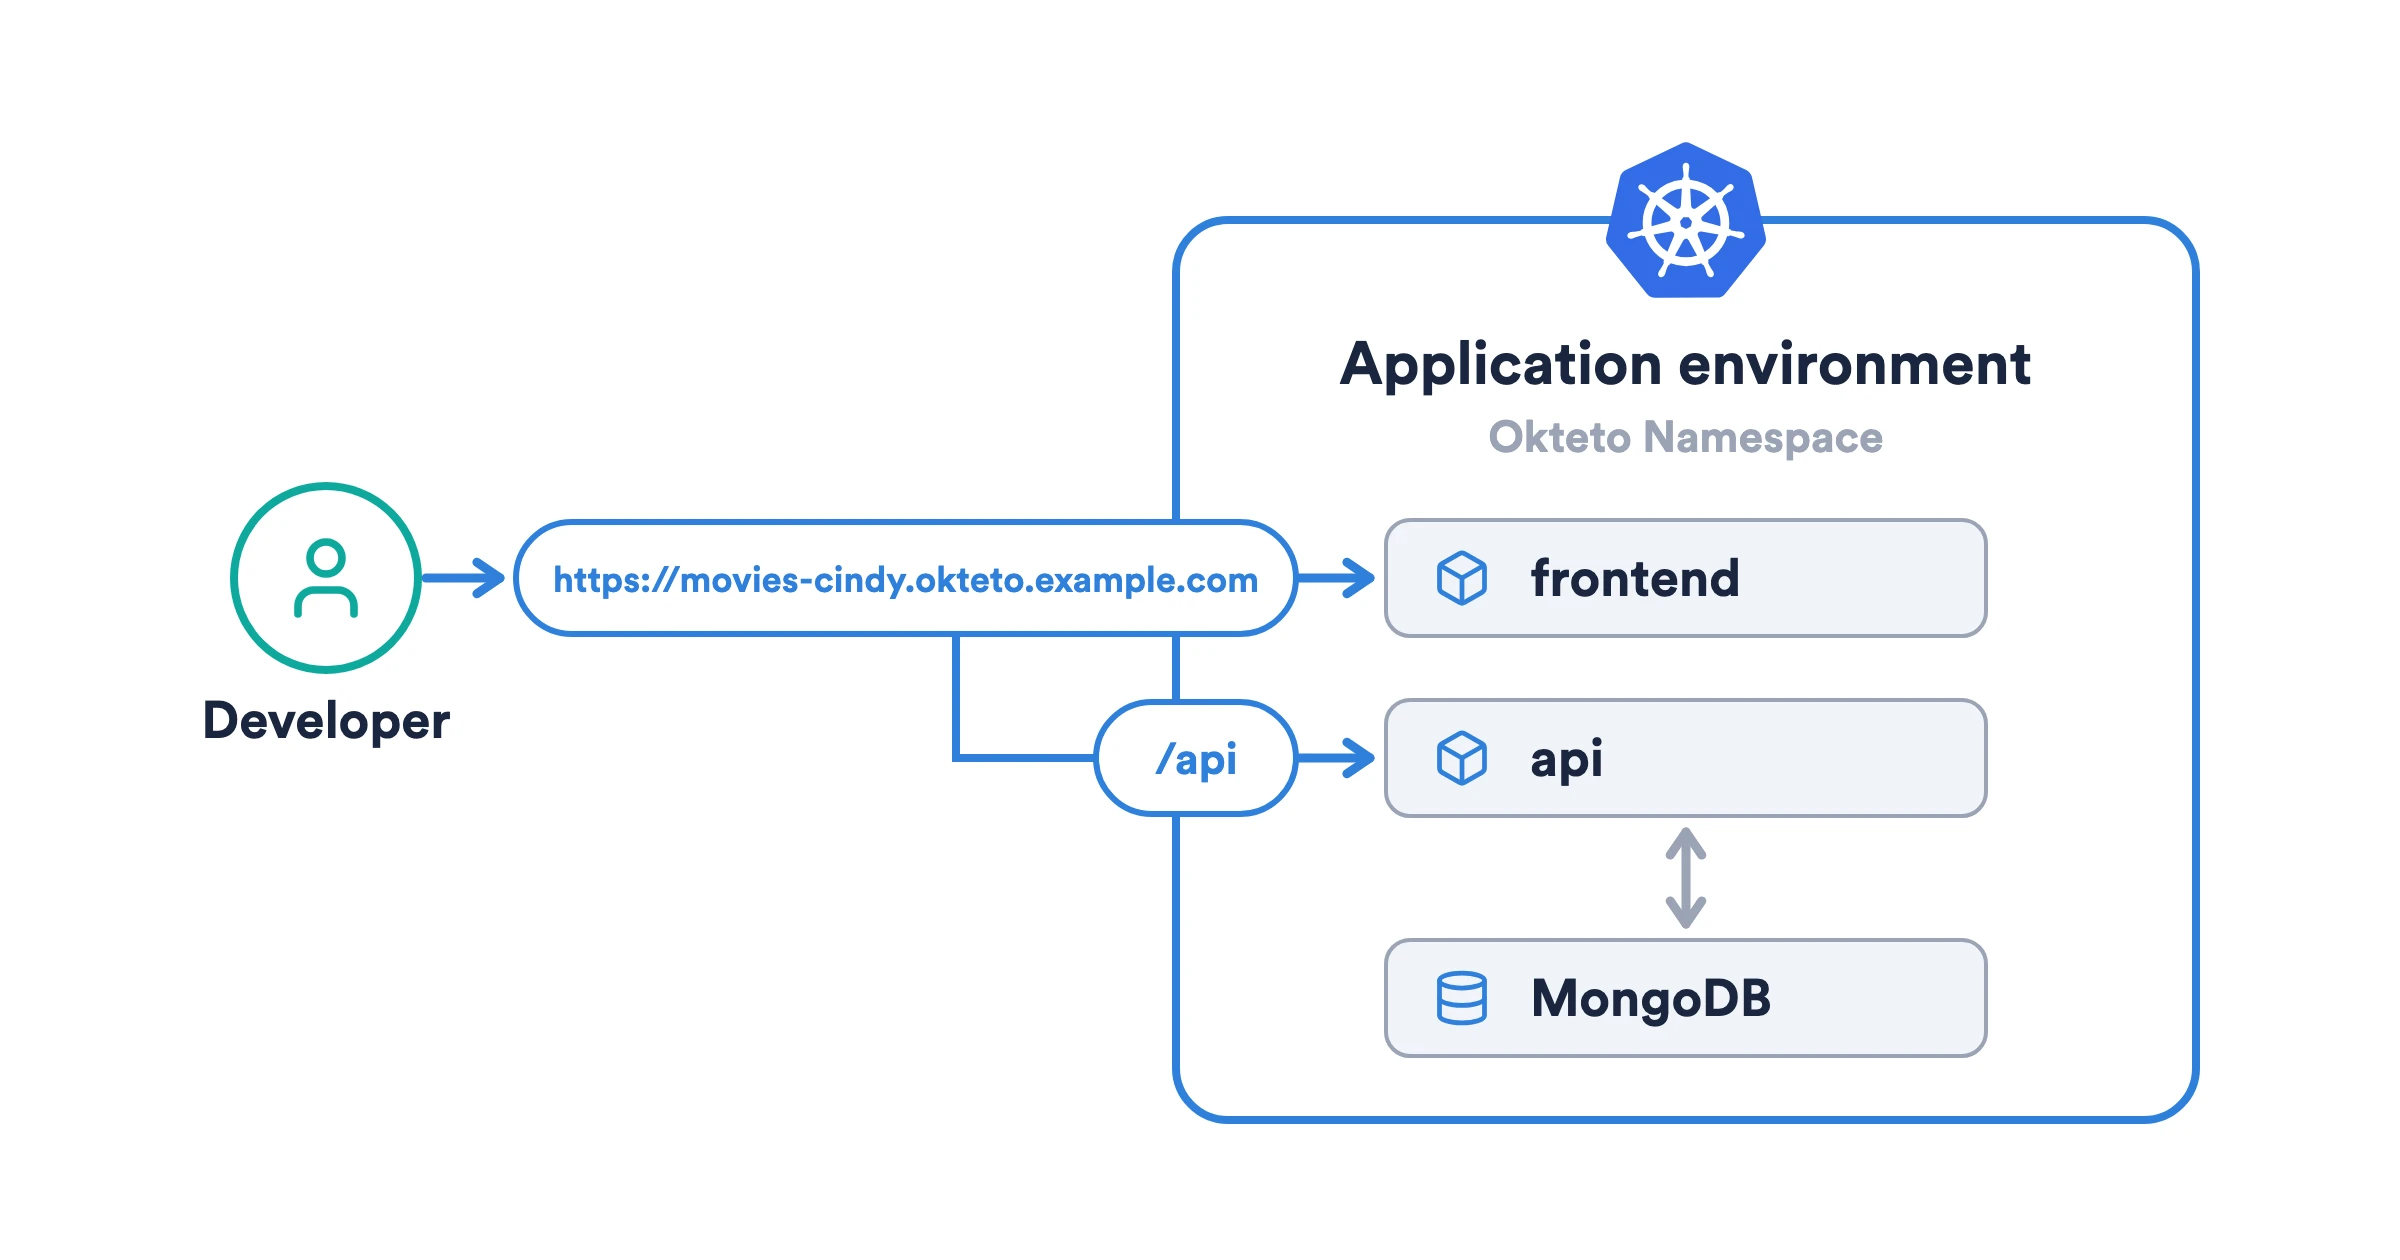 Application environment
Okteto Namespace
Developer
https://movies-cindy.okteto.example.com
frontend
/api
api
MongoDB